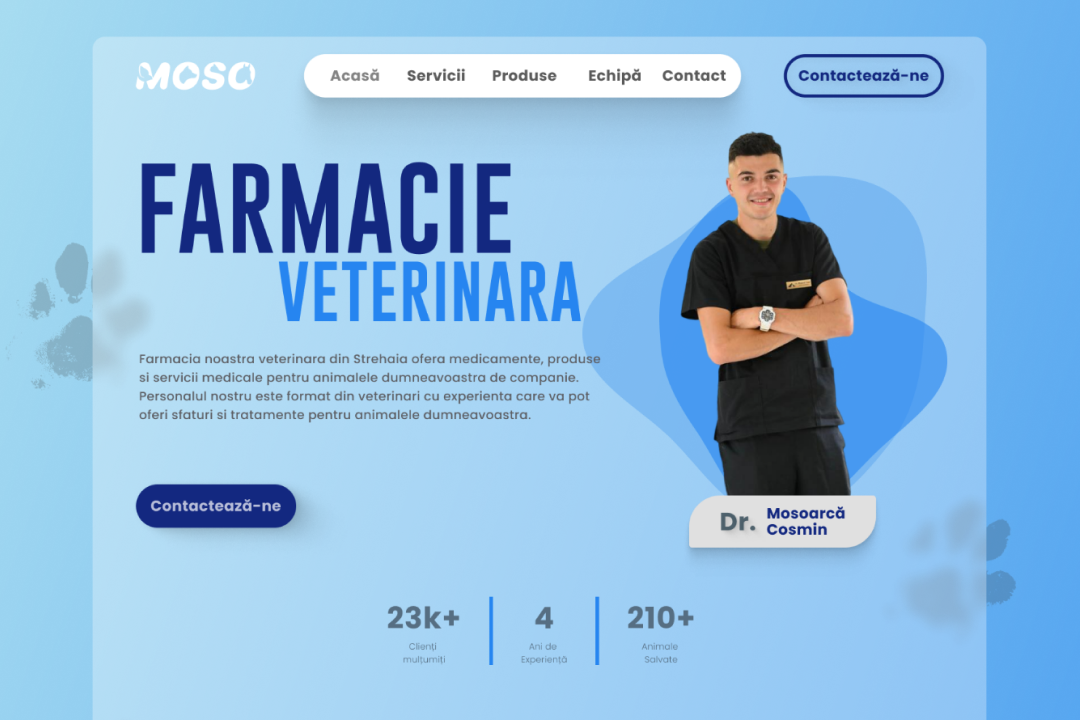 MOSO
Acasă Servicii Produse Echipă Contact
Contactează-ne
FARMACIE
VETERINARA
Farmacia noastra veterinara din Strehaia ofera medicamente, produse
si servicii medicale pentru animalele dumneavoastra de companie.
Personalul nostru este format din veterinari cu experienta care va pot
oferi sfaturi si tratamente pentru animalele dumneavoastra.
Contactează-ne
Dr. Mosoarcă
Cosmin
23k+
Clienți
mulțumiți
4
Ani de
Experiență
210+
Animale
Salvate